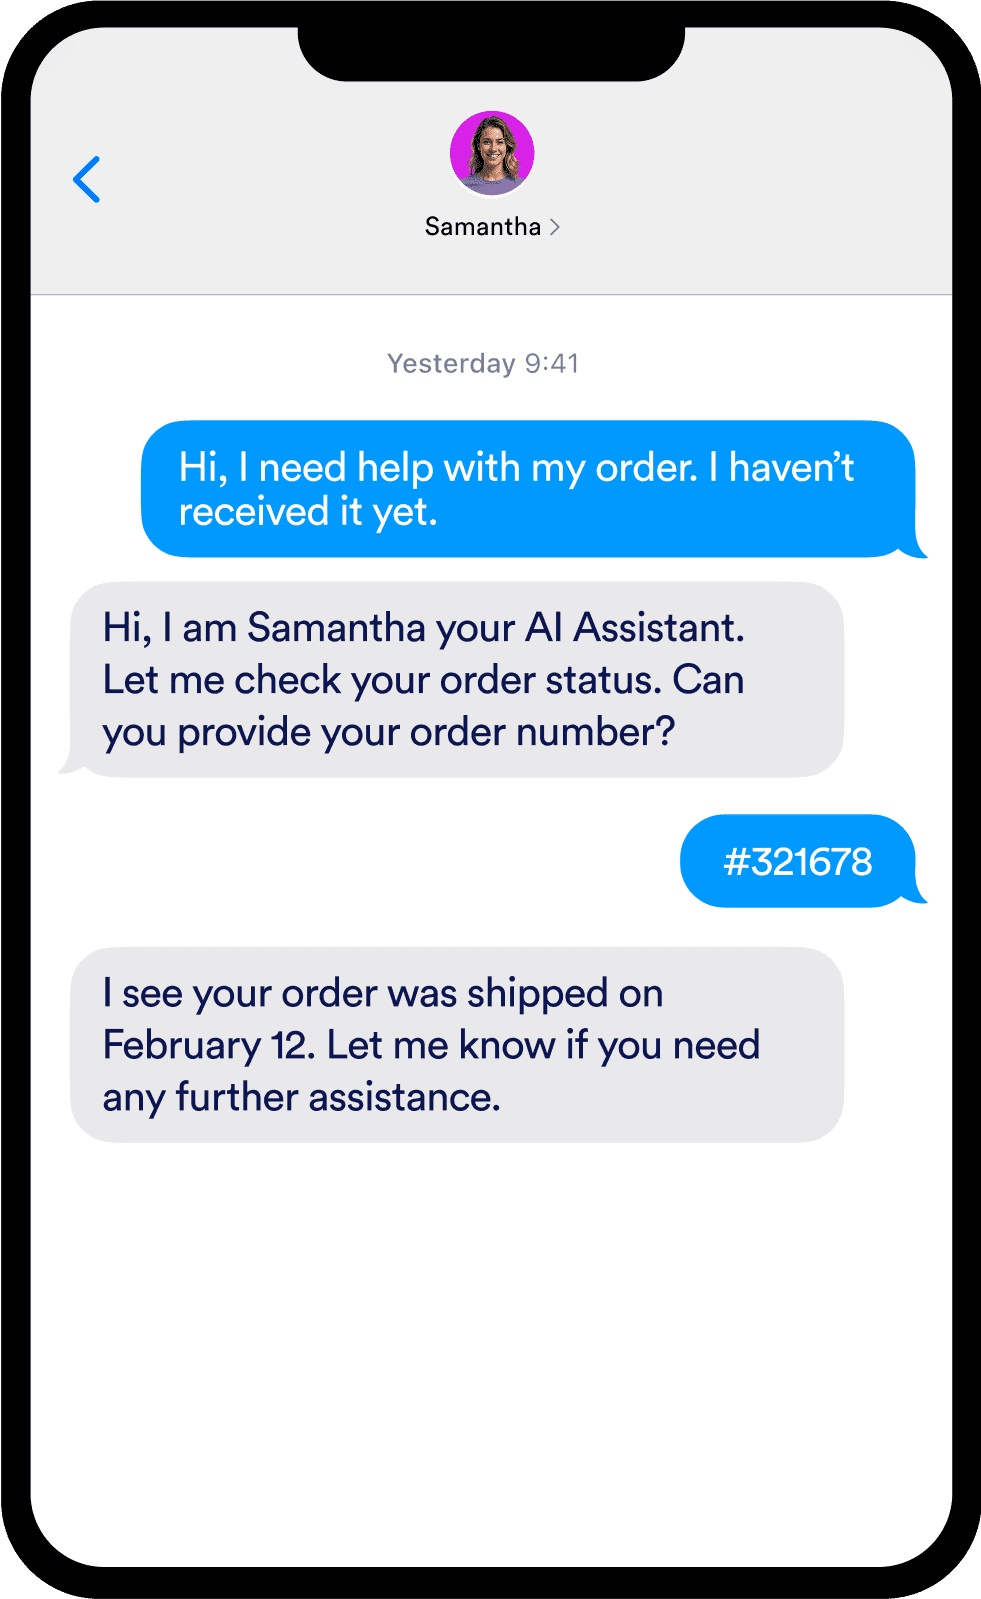 Samantha
Yesterday 9:41
Hi, I need help with my order. I haven’t
received it yet.
Hi, I am Samantha your AI Assistant.
Let me check your order status. Can
you provide your order number?
#321678
I see your order was shipped on
February 12. Let me know if you need
any further assistance.